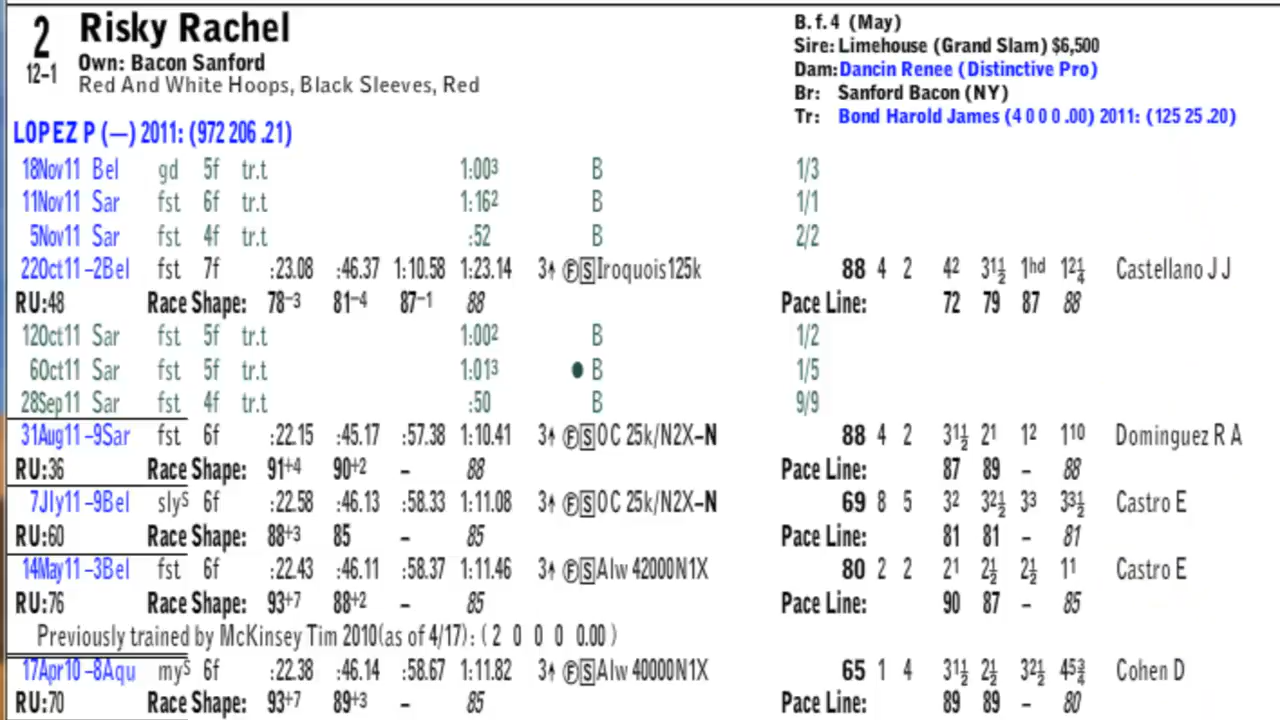 2 Risky Rachel B. f. 4 (May)
12-1 Own: Bacon Sanford Sire: Limehouse (Grand Slam) $6,500
Red And White Hoops, Black Sleeves, Red Dam: Dancin Renee (Distinctive Pro)
Br: Sanford Bacon (NY)
LOPEZ P (—) 2011: (972 206 .21) Tr: Bond Harold James (4 0 0 0 .00) 2011: (125 25 .20)
18Nov11 Bel gd 5f tr.t 1:00³ B 1/3
11Nov11 Sar fst 6f tr.t 1:16² B 1/1
5Nov11 Sar fst 4f tr.t :52 B 2/2
22Oct11-2Bel fst 7f :23.08 :46.37 1:10.58 1:23.14 3↑ Ⓕ🅂Iroquois125k 88 4 2 4² 3¹½ 1ʰᵈ 1²¼ Castellano J J
RU:48 Race Shape: 78⁻³ 81⁻⁴ 87⁻¹ 88 Pace Line: 72 79 87 88
12Oct11 Sar fst 5f tr.t 1:00² B 1/2
6Oct11 Sar fst 5f tr.t 1:01³ ● B 1/5
28Sep11 Sar fst 4f tr.t :50 B 9/9
31Aug11-9Sar fst 6f :22.15 :45.17 :57.38 1:10.41 3↑ Ⓕ🅂OC 25k/N2X-N 88 4 2 3¹½ 2¹ 1² 1¹⁰ Dominguez R A
RU:36 Race Shape: 91⁺⁴ 90⁺² - 88 Pace Line: 87 89 - 88
7Jly11-9Bel slyˢ 6f :22.58 :46.13 :58.33 1:11.08 3↑ Ⓕ🅂OC 25k/N2X-N 69 8 5 3² 3²½ 3³ 3³½ Castro E
RU:60 Race Shape: 88⁺³ 85 - 85 Pace Line: 81 81 - 81
14May11-3Bel fst 6f :22.43 :46.11 :58.37 1:11.46 3↑ Ⓕ🅂Alw 42000N1X 80 2 2 2¹ 2½ 2½ 1¹ Castro E
RU:76 Race Shape: 93⁺⁷ 88⁺² - 85 Pace Line: 90 87 - 85
Previously trained by McKinsey Tim 2010(as of 4/17): ( 2 0 0 0 0.00 )
17Apr10-8Aqu myˢ 6f :22.38 :46.14 :58.67 1:11.82 3↑ Ⓕ🅂Alw 40000N1X 65 1 4 3¹½ 2½ 3²½ 4⁵¾ Cohen D
RU:70 Race Shape: 93⁺⁷ 89⁺³ - 85 Pace Line: 89 89 - 80